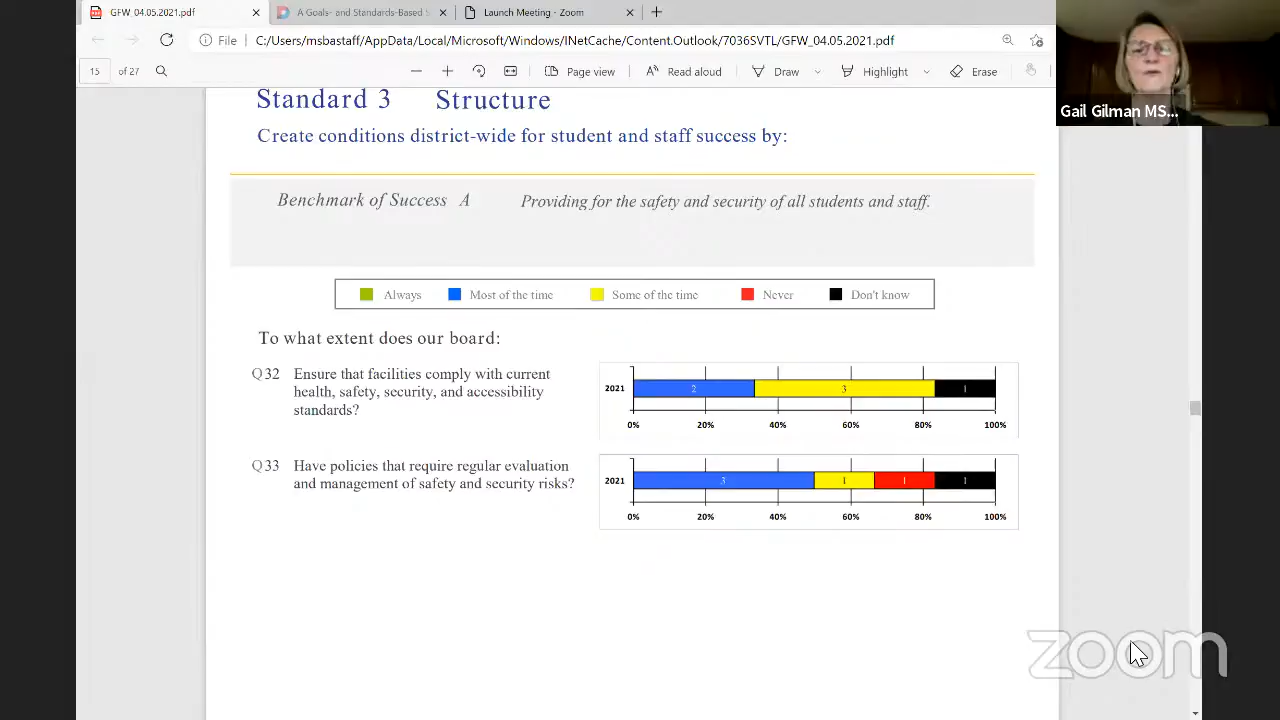 GFW_04.05.2021.pdf
A Goals- and Standards-Based
Launch Meeting - Zoom
File C:/Users/msbastaff/AppData/Local/Microsoft/Windows/INetCache/Content.Outlook/7036SVTL/GFW_04.05.2021.pdf
15 of 27 Page view Read aloud Draw Highlight Erase
Gail Gilman MS...
Standard 3 Structure
Create conditions district-wide for student and staff success by:
Benchmark of Success A Providing for the safety and security of all students and staff.
Always Most of the time Some of the time Never Don't know
To what extent does our board:
Q32 Ensure that facilities comply with current
health, safety, security, and accessibility
standards?
2021 2 3 1
0% 20% 40% 60% 80% 100%
Q33 Have policies that require regular evaluation
and management of safety and security risks?
2021 3 1 1 1
0% 20% 40% 60% 80% 100%
zoom